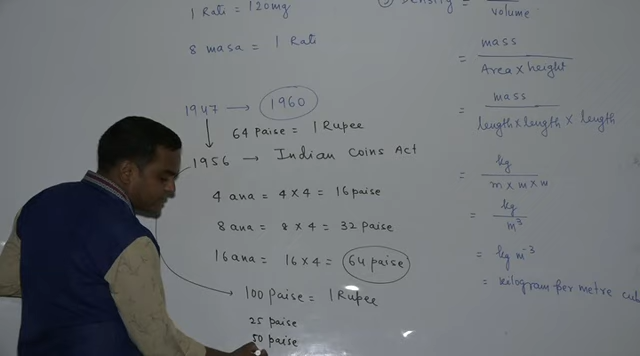 1 Rati = 120mg
8 masa = 1 Rati
1947 → 1960
64 Paise = 1 Rupee
1956 → Indian Coins Act
4 ana = 4 × 4 = 16 paise
8 ana = 8 × 4 = 32 Paise
16 ana = 16 × 4 = 64 paise
100 Paise = 1 Rupee
25 paise
50 paise
Density =
volume
= mass
Area × height
= mass
length × length × length
= kg
m × m × m
= kg
m³
= kg m⁻³
= kilogram per metre